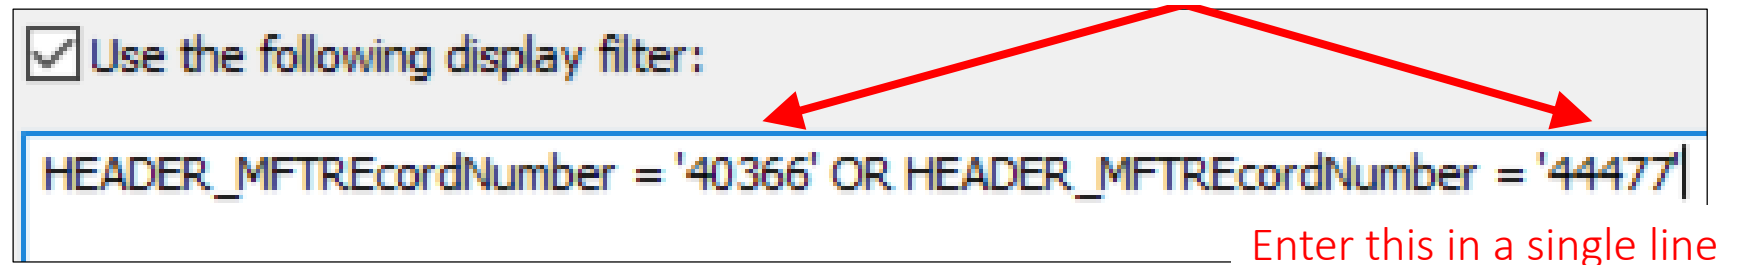 Use the following display filter:
HEADER_MFTREcordNumber = '40366' OR HEADER_MFTREcordNumber = '44477'
Enter this in a single line